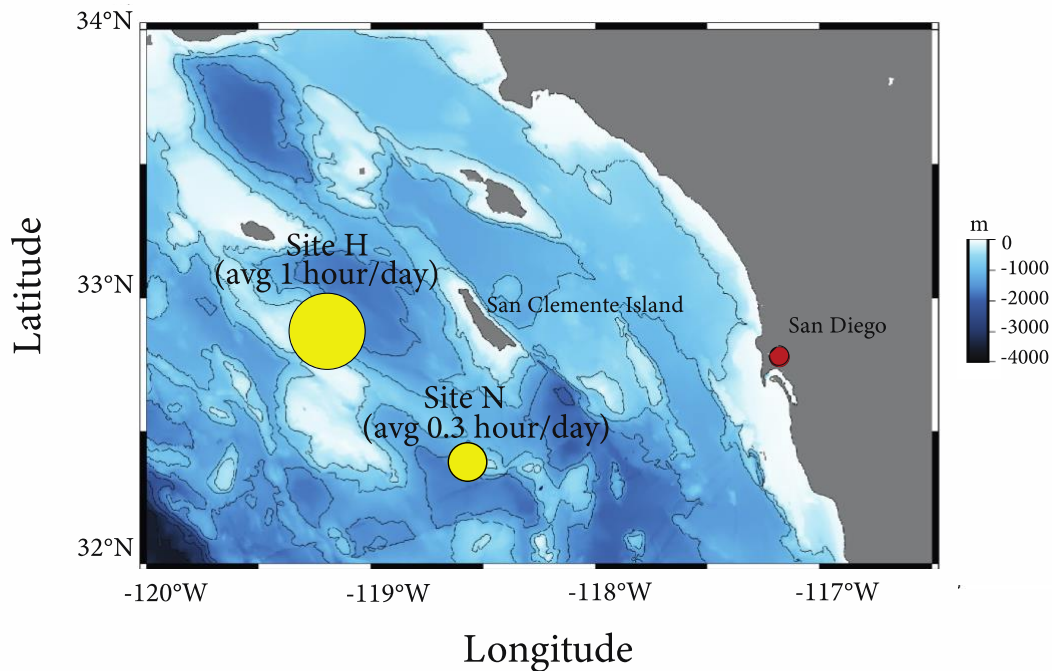 34°N
Latitude
33°N
32°N
Site H
(avg 1 hour/day)
San Clemente Island
San Diego
Site N
(avg 0.3 hour/day)
m
0
-1000
-2000
-3000
-4000
-120°W
-119°W
-118°W
-117°W
Longitude